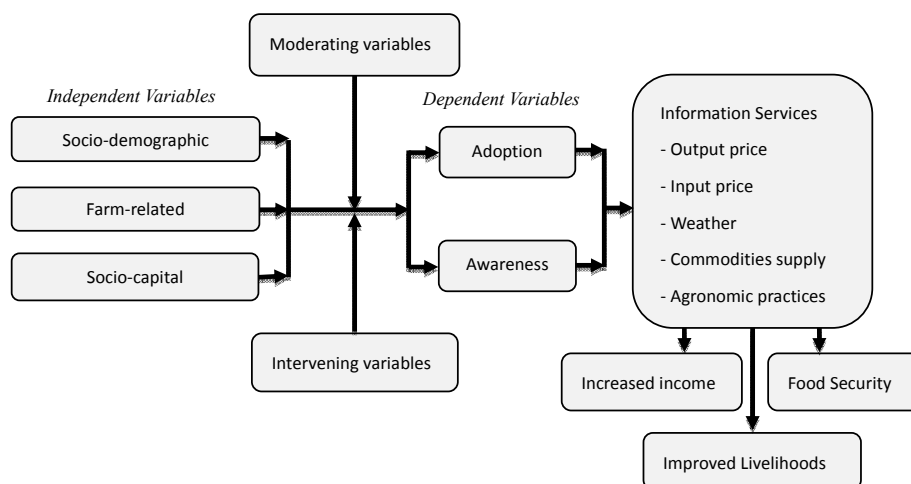 Moderating variables
Independent Variables
Dependent Variables
Socio-demographic
Farm-related
Socio-capital
Adoption
Awareness
Intervening variables
Information Services
- Output price
- Input price
- Weather
- Commodities supply
- Agronomic practices
Increased income
Food Security
Improved Livelihoods